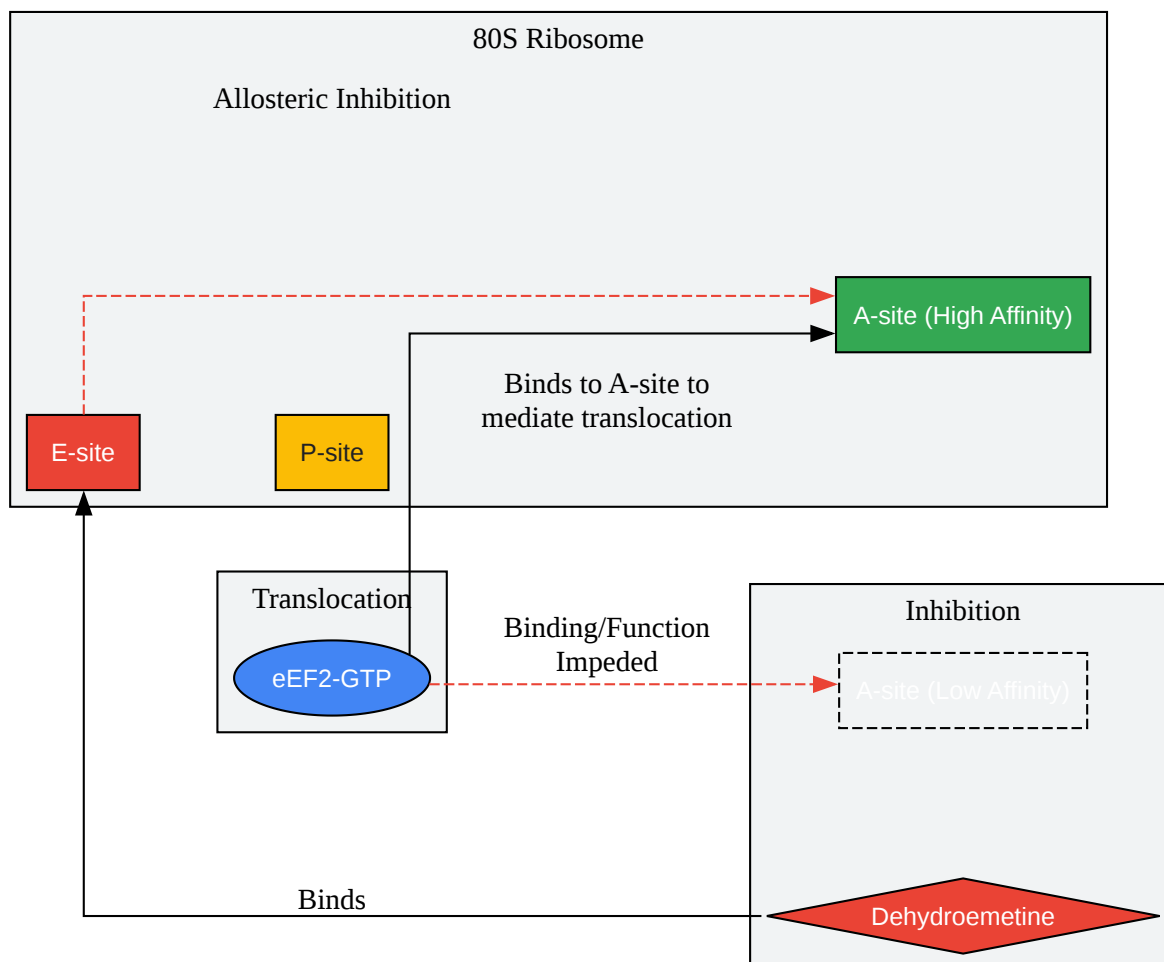 80S Ribosome
Allosteric Inhibition
A-site (High Affinity)
Binds to A-site to
mediate translocation
E-site
P-site
Translocation
eEF2-GTP
Binding/Function
Impeded
Inhibition
A-site (Low Affinity)
Binds
Dehydroemetine